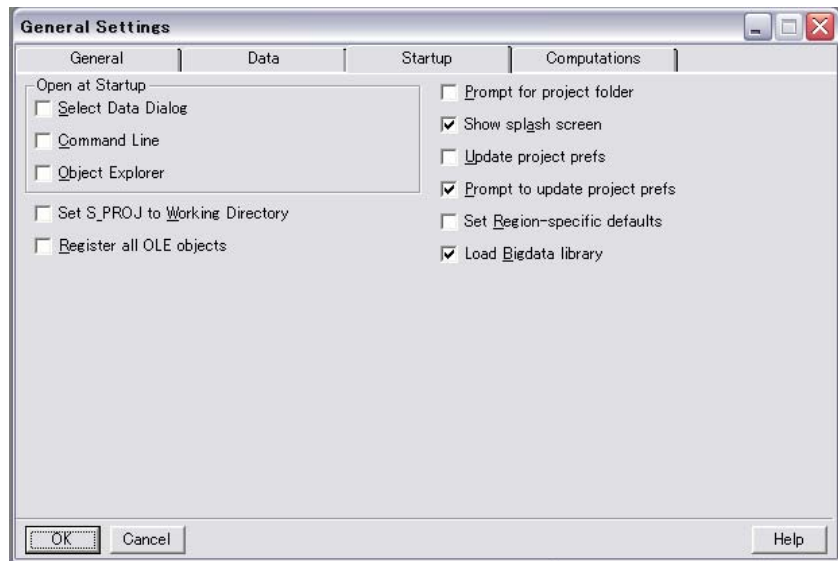 General Settings
General
Data
Startup
Computations
Open at Startup
Select Data Dialog
Command Line
Object Explorer
Set S_PROJ to Working Directory
Register all OLE objects
Prompt for project folder
Show splash screen
Update project prefs
Prompt to update project prefs
Set Region-specific defaults
Load Bigdata library
OK
Cancel
Help